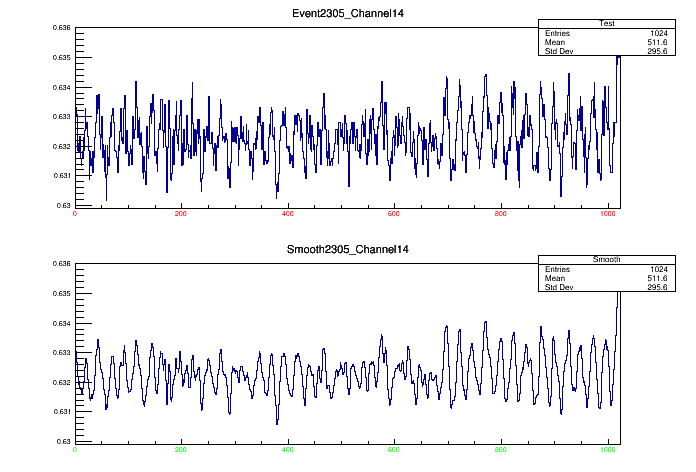 Event2305_Channel14
Test
Entries 1024
Mean 511.6
Std Dev 295.6
0.636
0.635
0.634
0.633
0.632
0.631
0.63
0 200 400 600 800 1000
Smooth2305_Channel14
Smooth
Entries 1024
Mean 511.6
Std Dev 295.6
0.636
0.635
0.634
0.633
0.632
0.631
0.63
0 200 400 600 800 1000